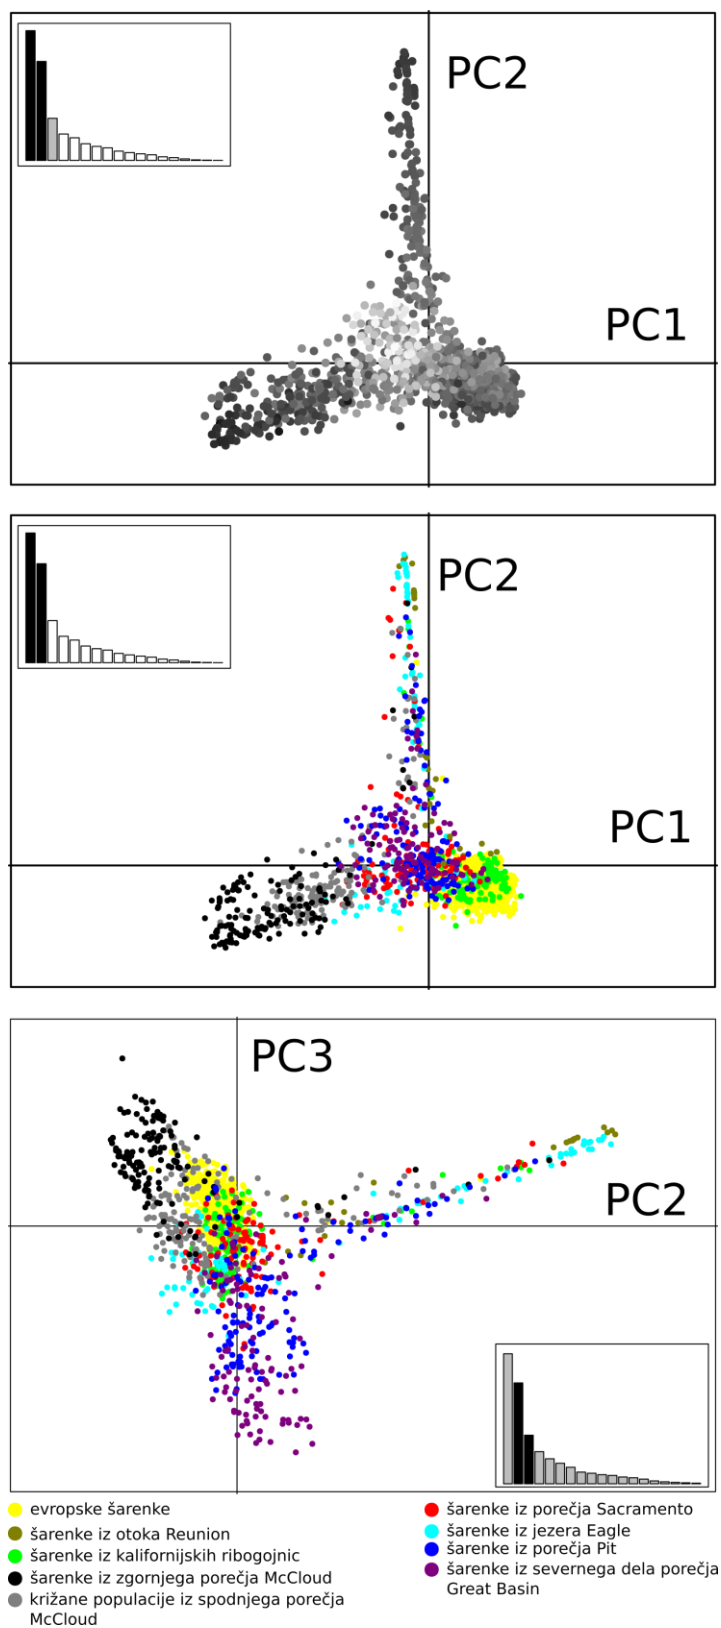 PC2
PC1
PC2
PC1
PC3
PC2
evropske šarenke
šarenke iz otoka Reunion
šarenke iz kalifornijskih ribogojnic
šarenke iz zgornjega porečja McCloud
križane populacije iz spodnjega porečja
McCloud
šarenke iz porečja Sacramento
šarenke iz jezera Eagle
šarenke iz porečja Pit
šarenke iz severnega dela porečja
Great Basin